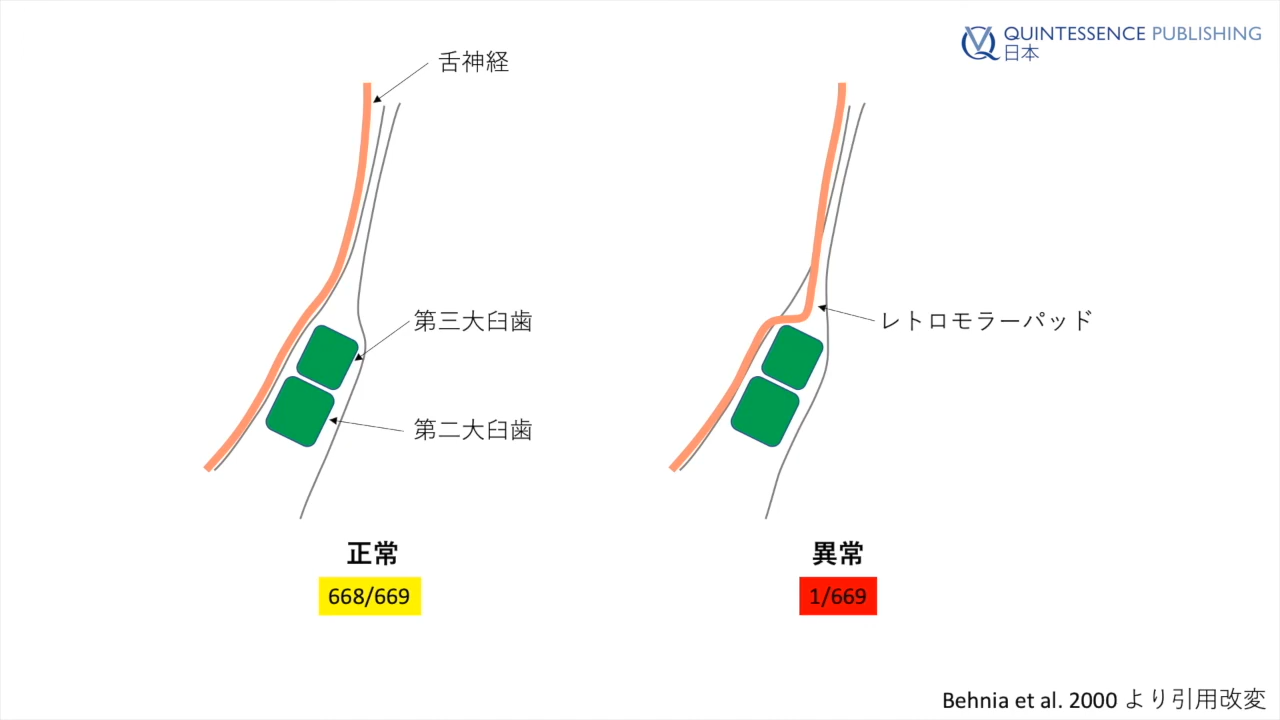 QUINTESSENCE PUBLISHING
日本
舌神経
第三大臼歯
レトロモラーパッド
第二大臼歯
正常
異常
668/669
1/669
Behnia et al. 2000 より引用改変